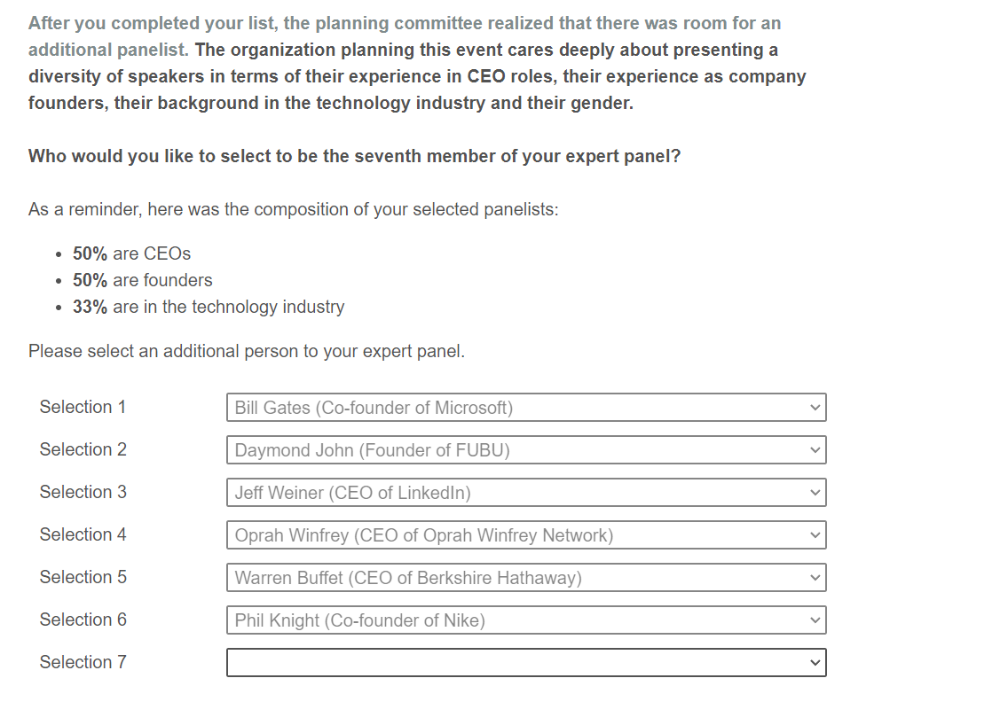 After you completed your list, the planning committee realized that there was room for an
additional panelist. The organization planning this event cares deeply about presenting a
diversity of speakers in terms of their experience in CEO roles, their experience as company
founders, their background in the technology industry and their gender.
Who would you like to select to be the seventh member of your expert panel?
As a reminder, here was the composition of your selected panelists:
• 50% are CEOs
• 50% are founders
• 33% are in the technology industry
Please select an additional person to your expert panel.
Selection 1 Bill Gates (Co-founder of Microsoft)
Selection 2 Daymond John (Founder of FUBU)
Selection 3 Jeff Weiner (CEO of LinkedIn)
Selection 4 Oprah Winfrey (CEO of Oprah Winfrey Network)
Selection 5 Warren Buffet (CEO of Berkshire Hathaway)
Selection 6 Phil Knight (Co-founder of Nike)
Selection 7